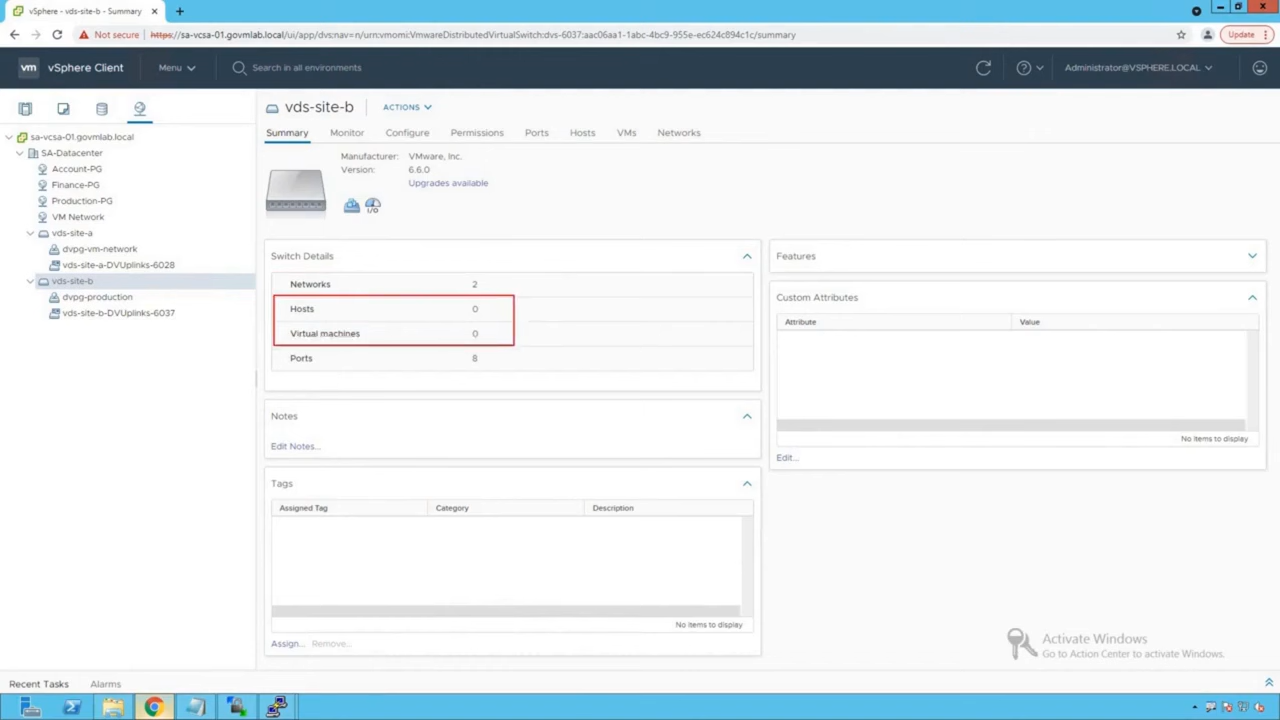 vSphere - vds-site-b - Summary
Not secure
https://sa-vcsa-01.govmlab.local/ui/app/dvs;nav=n/urn:vmomi:VmwareDistributedVirtualSwitch:dvs-6037:aac06aa1-1abc-4bc9-955e-ec624c894c1c/summary
Update
vm vSphere Client
Menu
Search in all environments
Administrator@VSPHERE.LOCAL
sa-vcsa-01.govmlab.local
SA-Datacenter
Account-PG
Finance-PG
Production-PG
VM Network
vds-site-a
dvpg-vm-network
vds-site-a-DVUplinks-6028
vds-site-b
dvpg-production
vds-site-b-DVUplinks-6037
vds-site-b
ACTIONS
Summary Monitor Configure Permissions Ports Hosts VMs Networks
Manufacturer: VMware, Inc.
Version: 6.6.0
Upgrades available
I/O
Switch Details
Networks 2
Hosts 0
Virtual machines 0
Ports 8
Notes
Edit Notes...
Tags
Assigned Tag Category Description
No items to display
Assign... Remove...
Features
Custom Attributes
Attribute Value
No items to display
Edit...
Activate Windows
Go to Action Center to activate Windows.
Recent Tasks Alarms